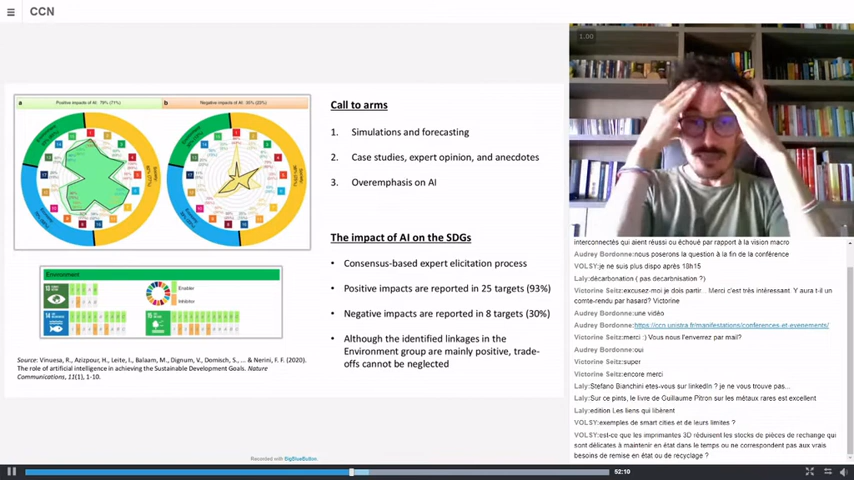 CCN
a
Positive impacts of AI: 79% (71%)
b
Negative impacts of AI: 35% (23%)
Environment
Call to arms
1. Simulations and forecasting
2. Case studies, expert opinion, and anecdotes
3. Overemphasis on AI
The impact of AI on the SDGs
• Consensus-based expert elicitation process
• Positive impacts are reported in 25 targets (93%)
• Negative impacts are reported in 8 targets (30%)
• Although the identified linkages in the
Environment group are mainly positive, trade-
offs cannot be neglected
Enabler
Inhibitor
Source: Vinuesa, R., Azizpour, H., Leite, I., Balaam, M., Dignum, V., Domisch, S., ... & Nerini, F. F. (2020).
The role of artificial intelligence in achieving the Sustainable Development Goals. Nature
Communications, 11(1), 1-10.
Recorded with BigBlueButton.
1.00
interconnectés qui aient réussi ou échoué par rapport à la vision macro
Audrey Bordonne:nous poserons la question à la fin de la conférence
VOLSY:je ne suis plus dispo après 18h15
Laly:décarbonation ( pas decarbnisation ?)
Victorine Seitz:excusez-moi je dois partir... Merci c'est très intéressant Y aura t-il un
comte-rendu par hasard? Victorine
Audrey Bordonne:une vidéo
Audrey Bordonne:https://ccn.unistra.fr/manifestations/conferences-et-evenements/
Victorine Seitz:merci :) Vous nous l'enverrez par mail?
Audrey Bordonne:oui
Victorine Seitz:super
Victorine Seitz:encore merci
Laly:Stefano Bianchini etes-vous sur linkedIn ? je ne vous trouve pas...
Laly:Sur ce pints, le livre de Guillaume Pitron sur les métaux rares est excellent
Laly:edition Les liens qui libèrent
VOLSY:exemples de smart cities et de leurs limites ?
VOLSY:est-ce que les imprimantes 3D réduisent les stocks de pièces de rechange qui
sont délicates à maintenir en état dans le temps ou ne correspondent pas aux vrais
besoins de remise en état ou de recyclage ?
52:10